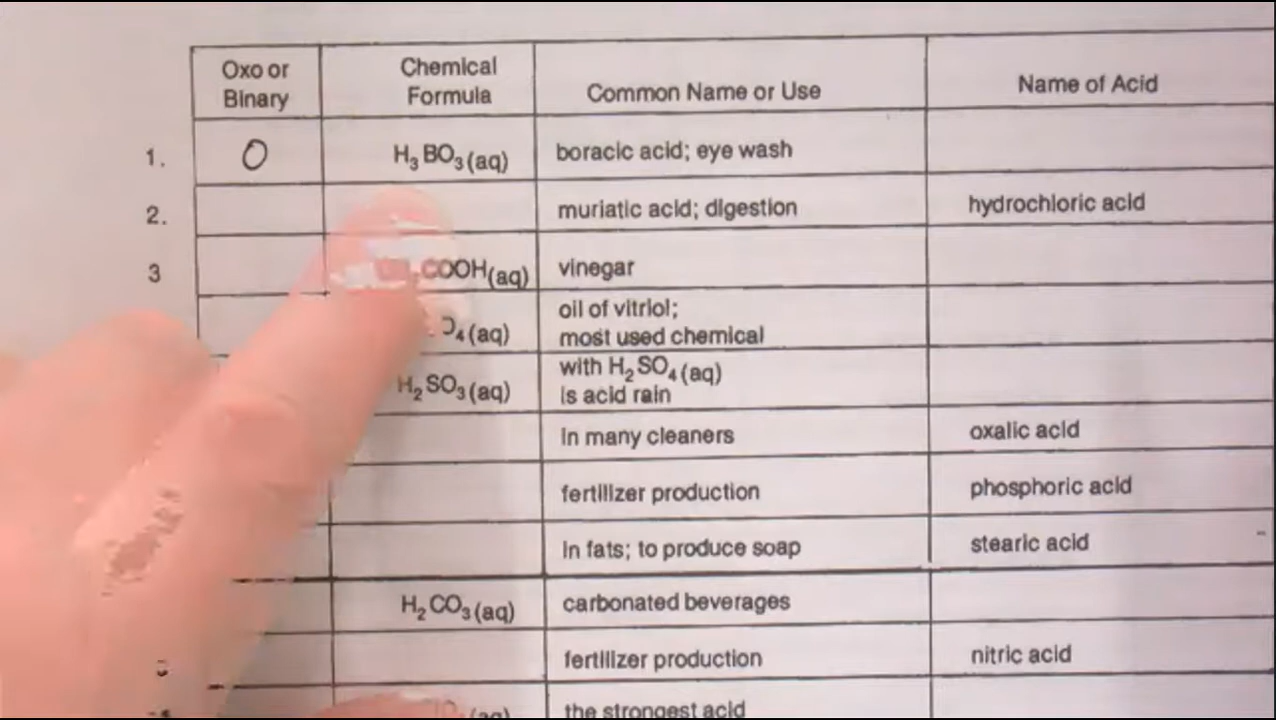 Oxo or Binary Chemical Formula Common Name or Use Name of Acid
1. O H₃BO₃(aq) boracic acid; eye wash
2. muriatic acid; digestion hydrochloric acid
3 COOH(aq) vinegar
O₄(aq) oil of vitriol;
most used chemical
H₂SO₃(aq) with H₂SO₄(aq)
is acid rain
In many cleaners oxalic acid
fertilizer production phosphoric acid
In fats; to produce soap stearic acid
H₂CO₃(aq) carbonated beverages
fertilizer production nitric acid
(aq) the strongest acid